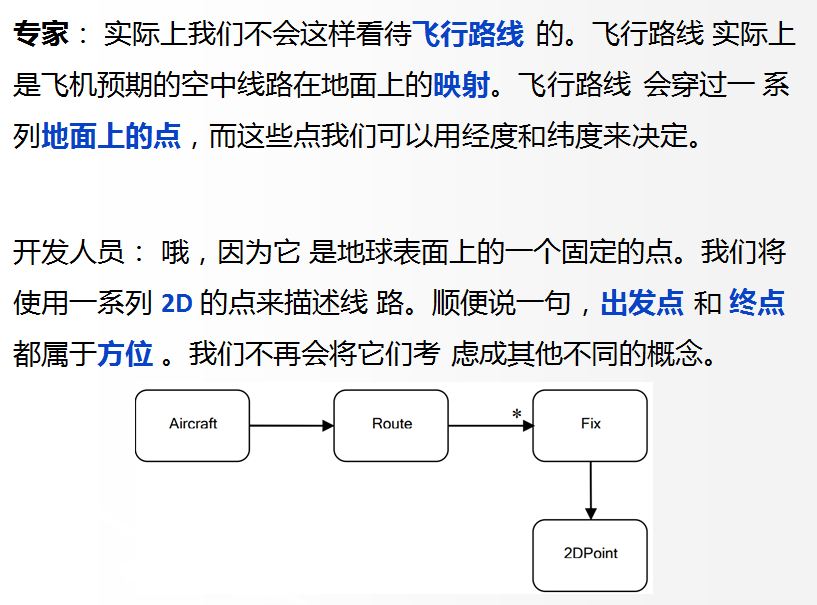 专家： 实际上我们不会这样看待飞行路线 的。飞行路线 实际上
是飞机预期的空中线路在地面上的映射。飞行路线 会穿过一 系
列地面上的点，而这些点我们可以用经度和纬度来决定。
开发人员： 哦，因为它 是地球表面上的一个固定的点。我们将
使用一系列 2D 的点来描述线 路。顺便说一句，出发点 和 终点
都属于方位 。我们不再会将它们考 虑成其他不同的概念。
Aircraft
Route
*
Fix
2DPoint